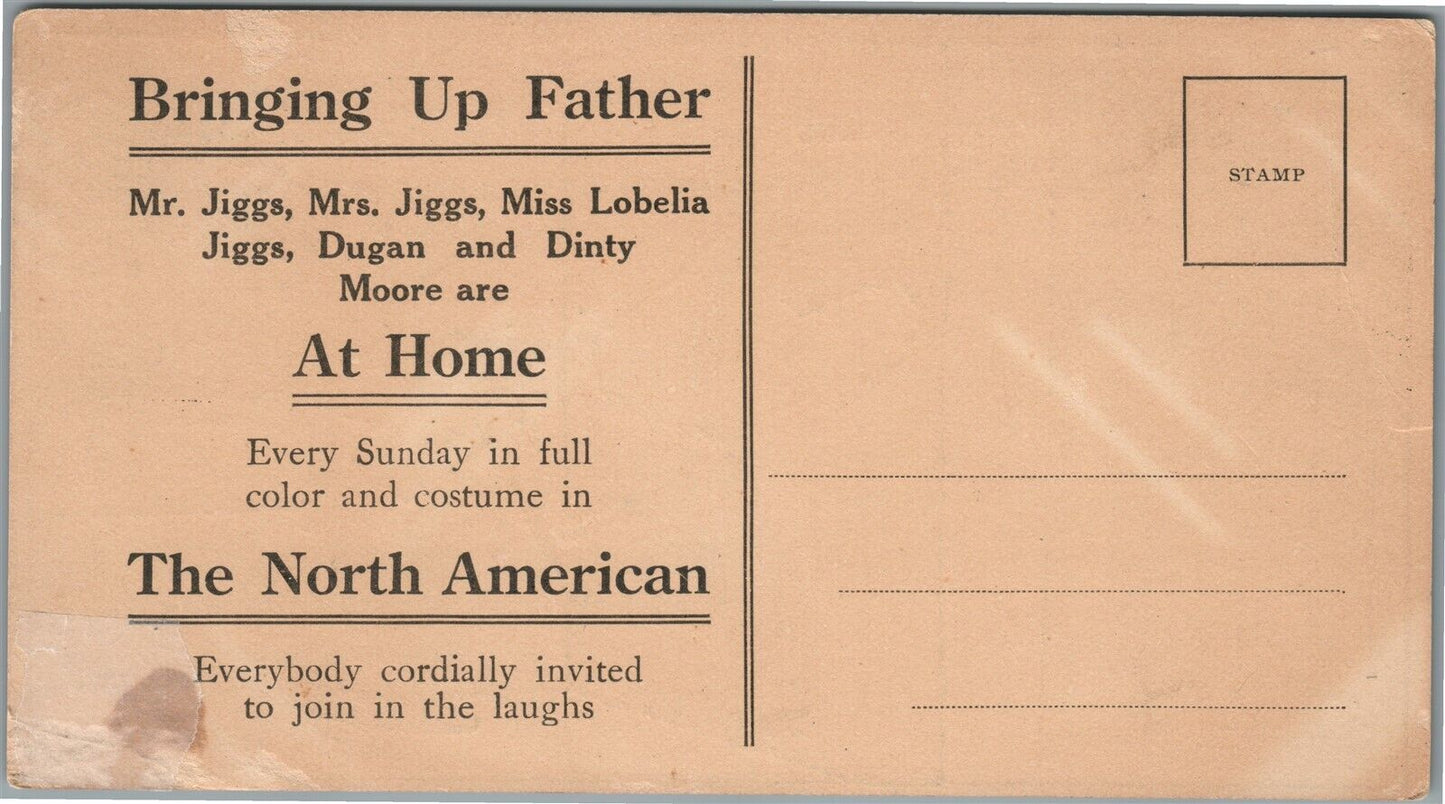 Bringing Up Father
Mr. Jiggs, Mrs. Jiggs, Miss Lobelia
Jiggs, Dugan and Dinty
Moore are
At Home
Every Sunday in full
color and costume in
The North American
Everybody cordially invited
to join in the laughs
STAMP